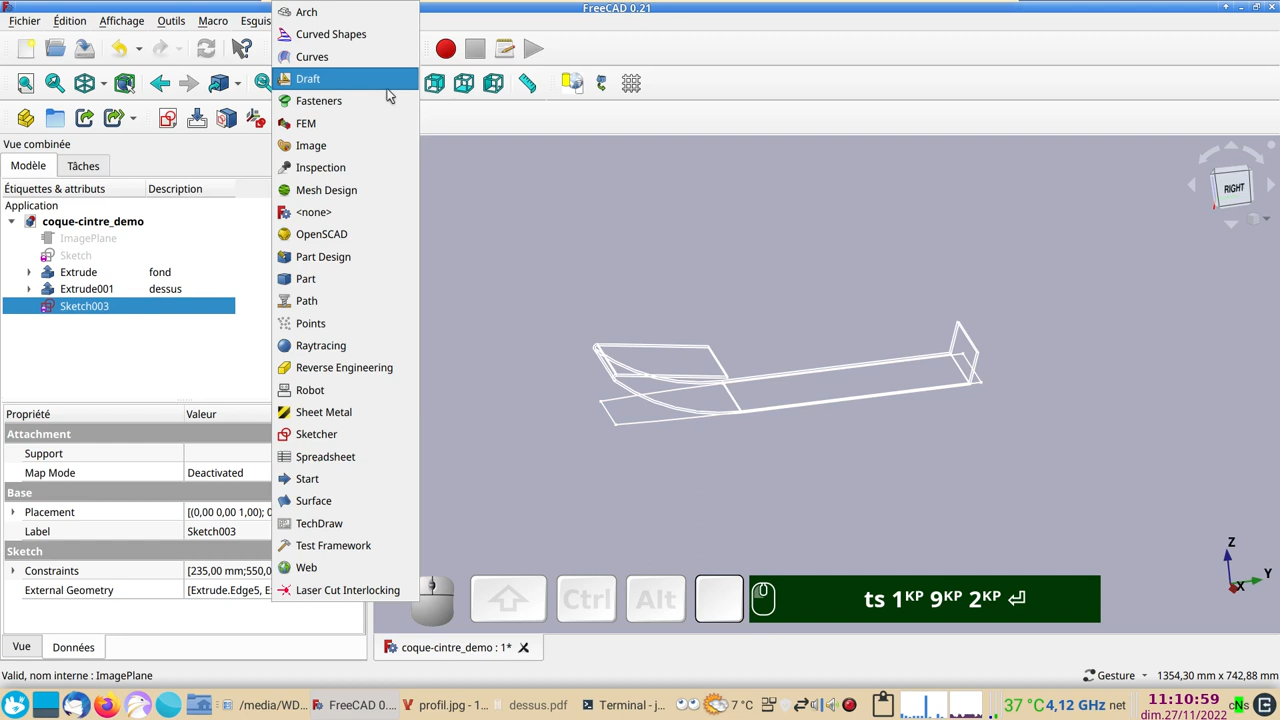 FreeCAD 0.21
Fichier Édition Affichage Outils Macro Esguis
Arch
Curved Shapes
Curves
Draft
Fasteners
FEM
Image
Inspection
Mesh Design
<none>
OpenSCAD
Part Design
Part
Path
Points
Raytracing
Reverse Engineering
Robot
Sheet Metal
Sketcher
Spreadsheet
Start
Surface
TechDraw
Test Framework
Web
Laser Cut Interlocking
Vue combinée
Modèle Tâches
Étiquettes & attributs Description
Application
coque-cintre_demo
ImagePlane
Sketch
Extrude fond
Extrude001 dessus
Sketch003
Propriété Valeur
Attachment
Support
Map Mode Deactivated
Base
Placement [(0,00 0,00 1,00); 0
Label Sketch003
Sketch
Constraints [235,00 mm;550,0
External Geometry [Extrude.Edge5, E
Vue Données
RIGHT
Z
Y
X
Ctrl Alt
ts 1KP 9KP 2KP ⏎
coque-cintre_demo : 1*
Valid, nom interne : ImagePlane
Gesture 1354,30 mm x 742,88 mm
/media/WD... FreeCAD 0.... profil.jpg - v... dessus.pdf Terminal - j... 7 °C 37 °C 4,12 GHz net
11:10:59
dim.27/11/2022
cNs